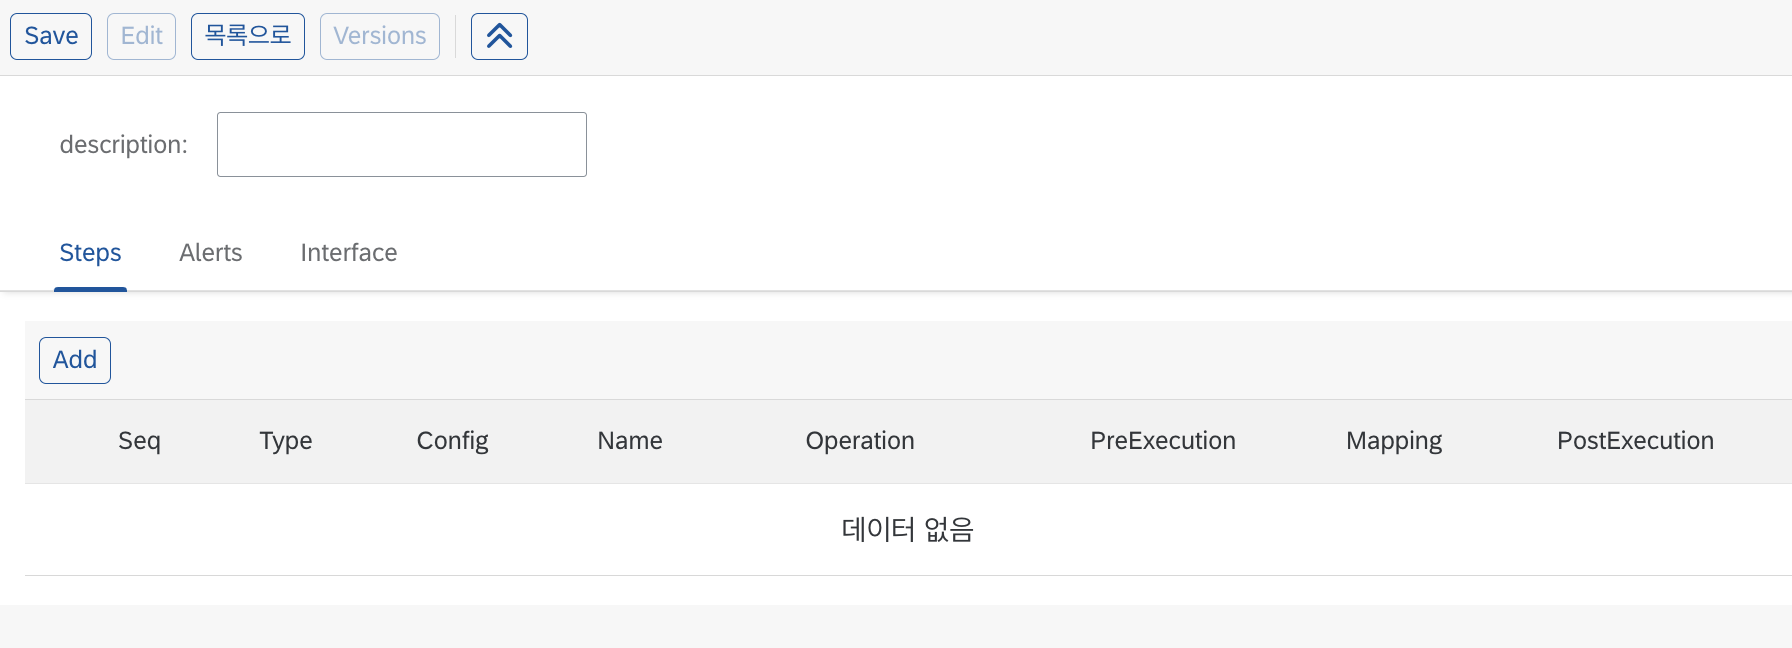 Save Edit 목록으로 Versions
description:
Steps Alerts Interface
Add
Seq Type Config Name Operation PreExecution Mapping PostExecution
데이터 없음